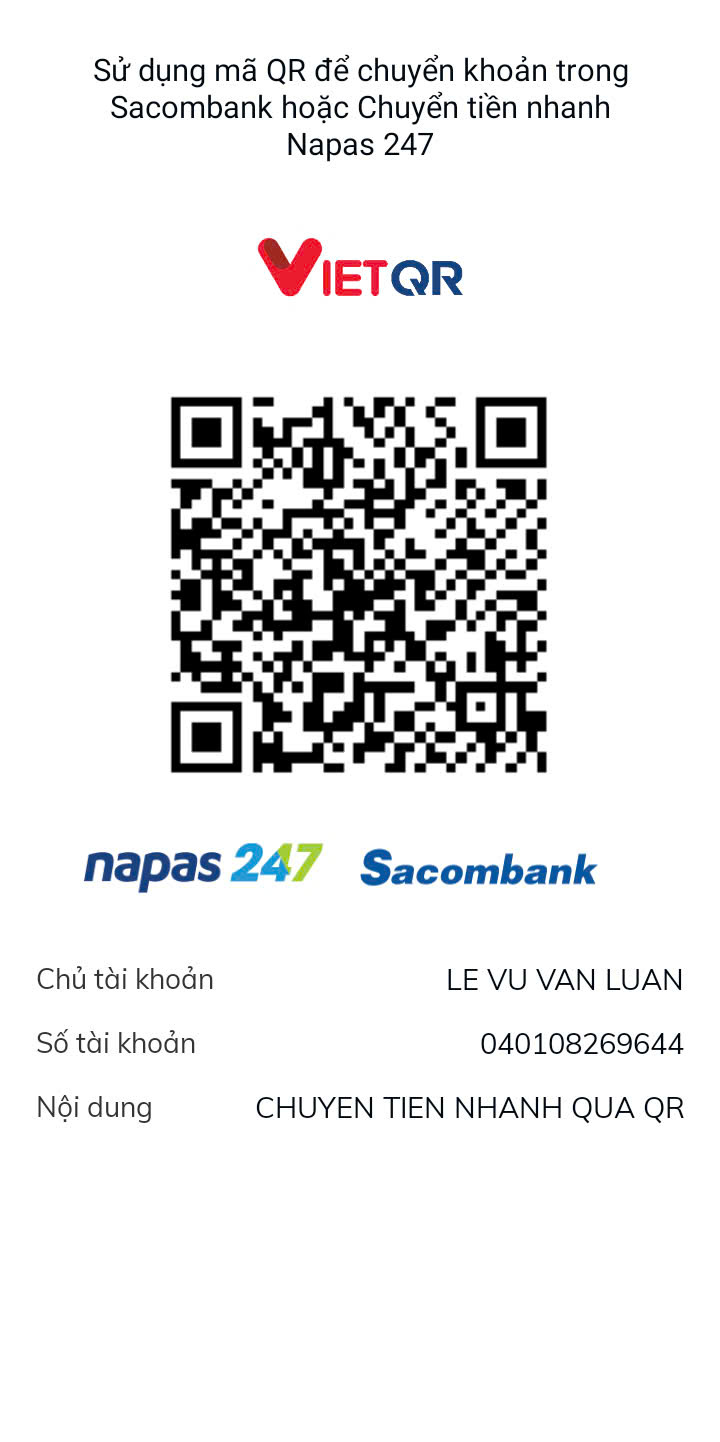 Sử dụng mã QR để chuyển khoản trong
Sacombank hoặc Chuyển tiền nhanh
Napas 247
VIETQR
napas 247 Sacombank
Chủ tài khoản LE VU VAN LUAN
Số tài khoản 040108269644
Nội dung CHUYEN TIEN NHANH QUA QR